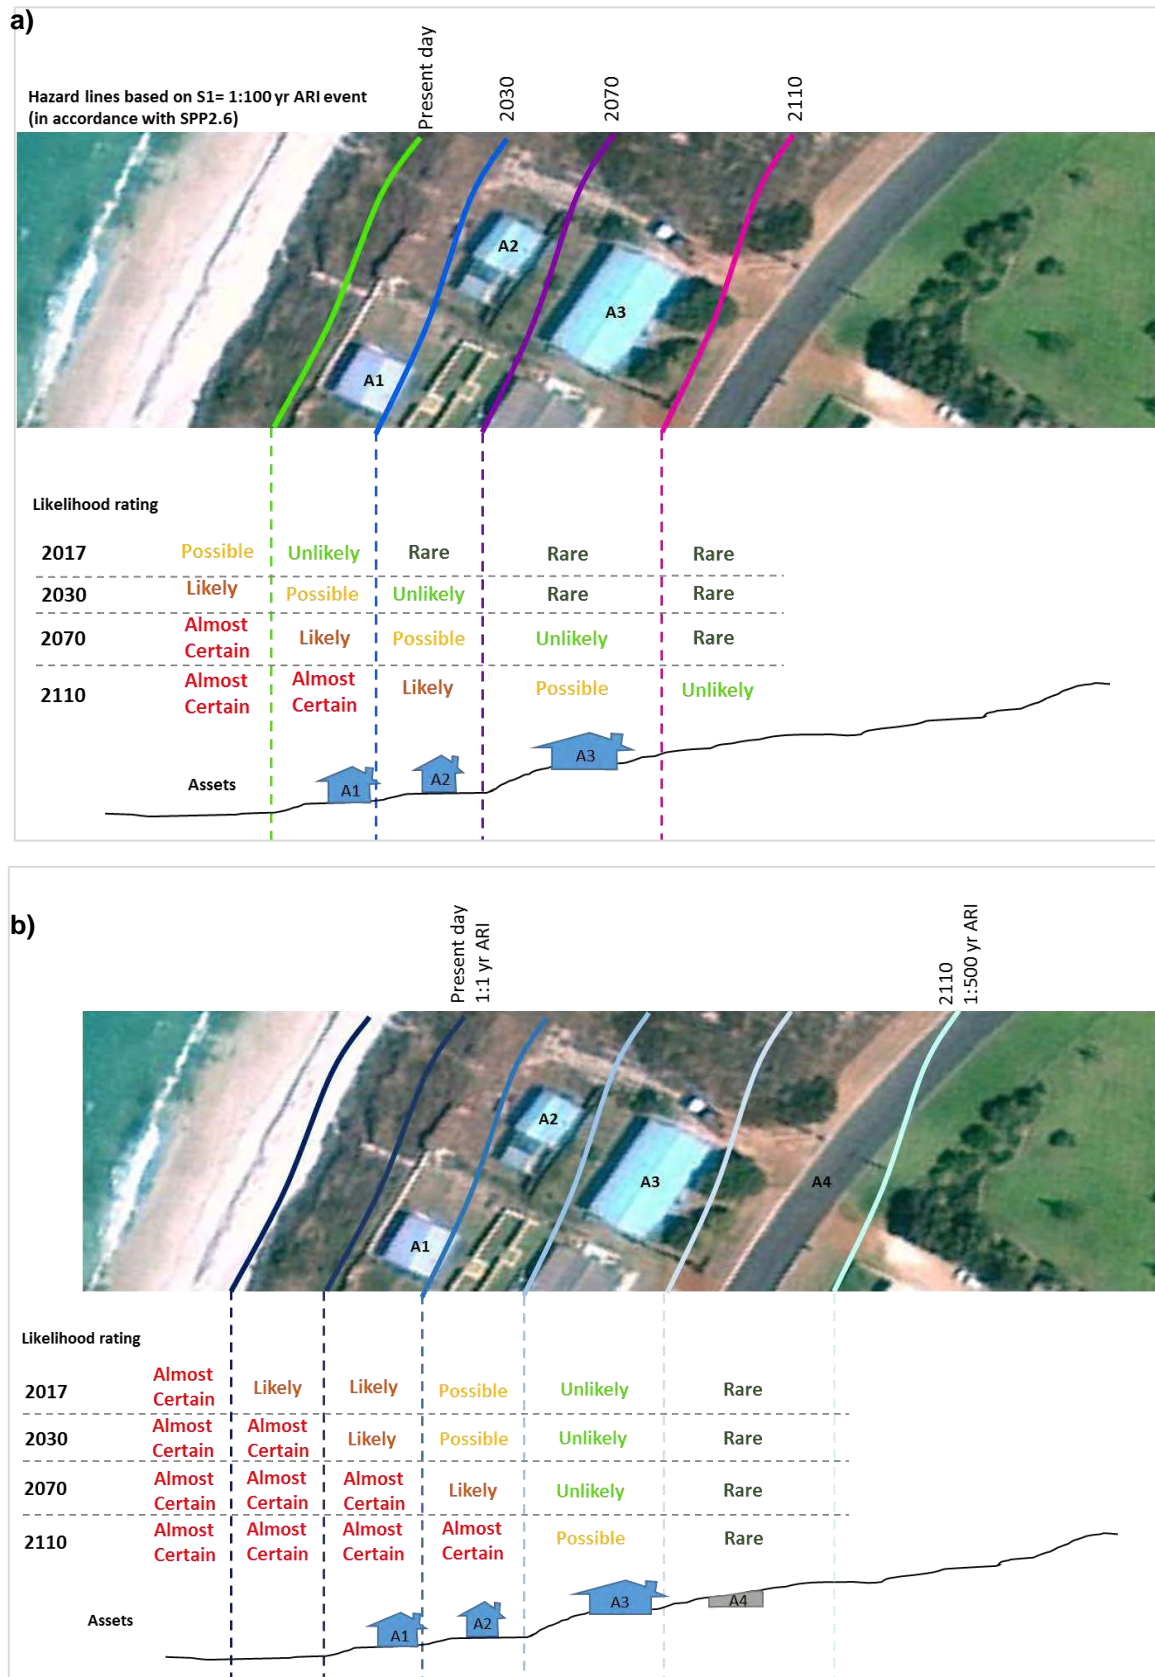 a)
Present day
2030
2070
2110
Hazard lines based on S1= 1:100 yr ARI event
(in accordance with SPP2.6)
A2
A3
A1
Likelihood rating
2017 Possible Unlikely Rare Rare Rare
2030 Likely Possible Unlikely Rare Rare
2070 Almost Certain Likely Possible Unlikely Rare
2110 Almost Certain Almost Certain Likely Possible Unlikely
Assets
A1
A2
A3
b)
Present day
1:1 yr ARI
2110
1:500 yr ARI
A2
A3
A4
A1
Likelihood rating
2017 Almost Certain Likely Likely Possible Unlikely Rare
2030 Almost Certain Almost Certain Likely Possible Unlikely Rare
2070 Almost Certain Almost Certain Almost Certain Likely Unlikely Rare
2110 Almost Certain Almost Certain Almost Certain Almost Certain Possible Rare
Assets
A1
A2
A3
A4